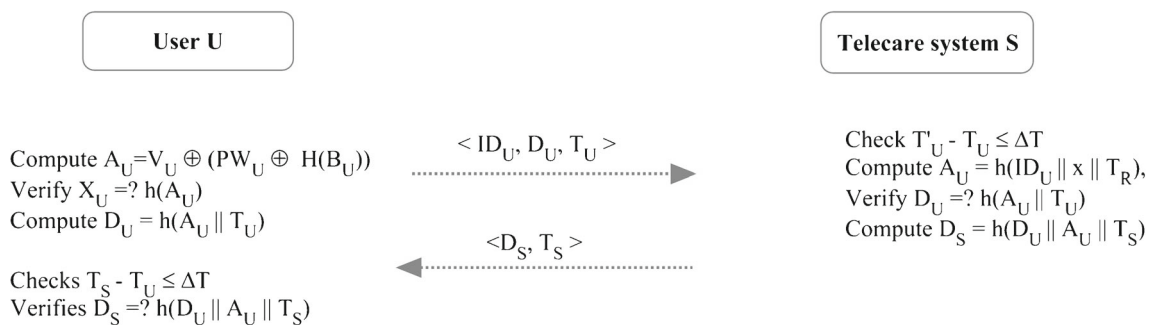 User U
Telecare system S
Compute A_U=V_U ⊕ (PW_U ⊕ H(B_U))
Verify X_U =? h(A_U)
Compute D_U = h(A_U || T_U)
< ID_U, D_U, T_U >
Check T'_U - T_U ≤ ΔT
Compute A_U = h(ID_U || x || T_R),
Verify D_U =? h(A_U || T_U)
Compute D_S = h(D_U || A_U || T_S)
<D_S, T_S >
Checks T_S - T_U ≤ ΔT
Verifies D_S =? h(D_U || A_U || T_S)